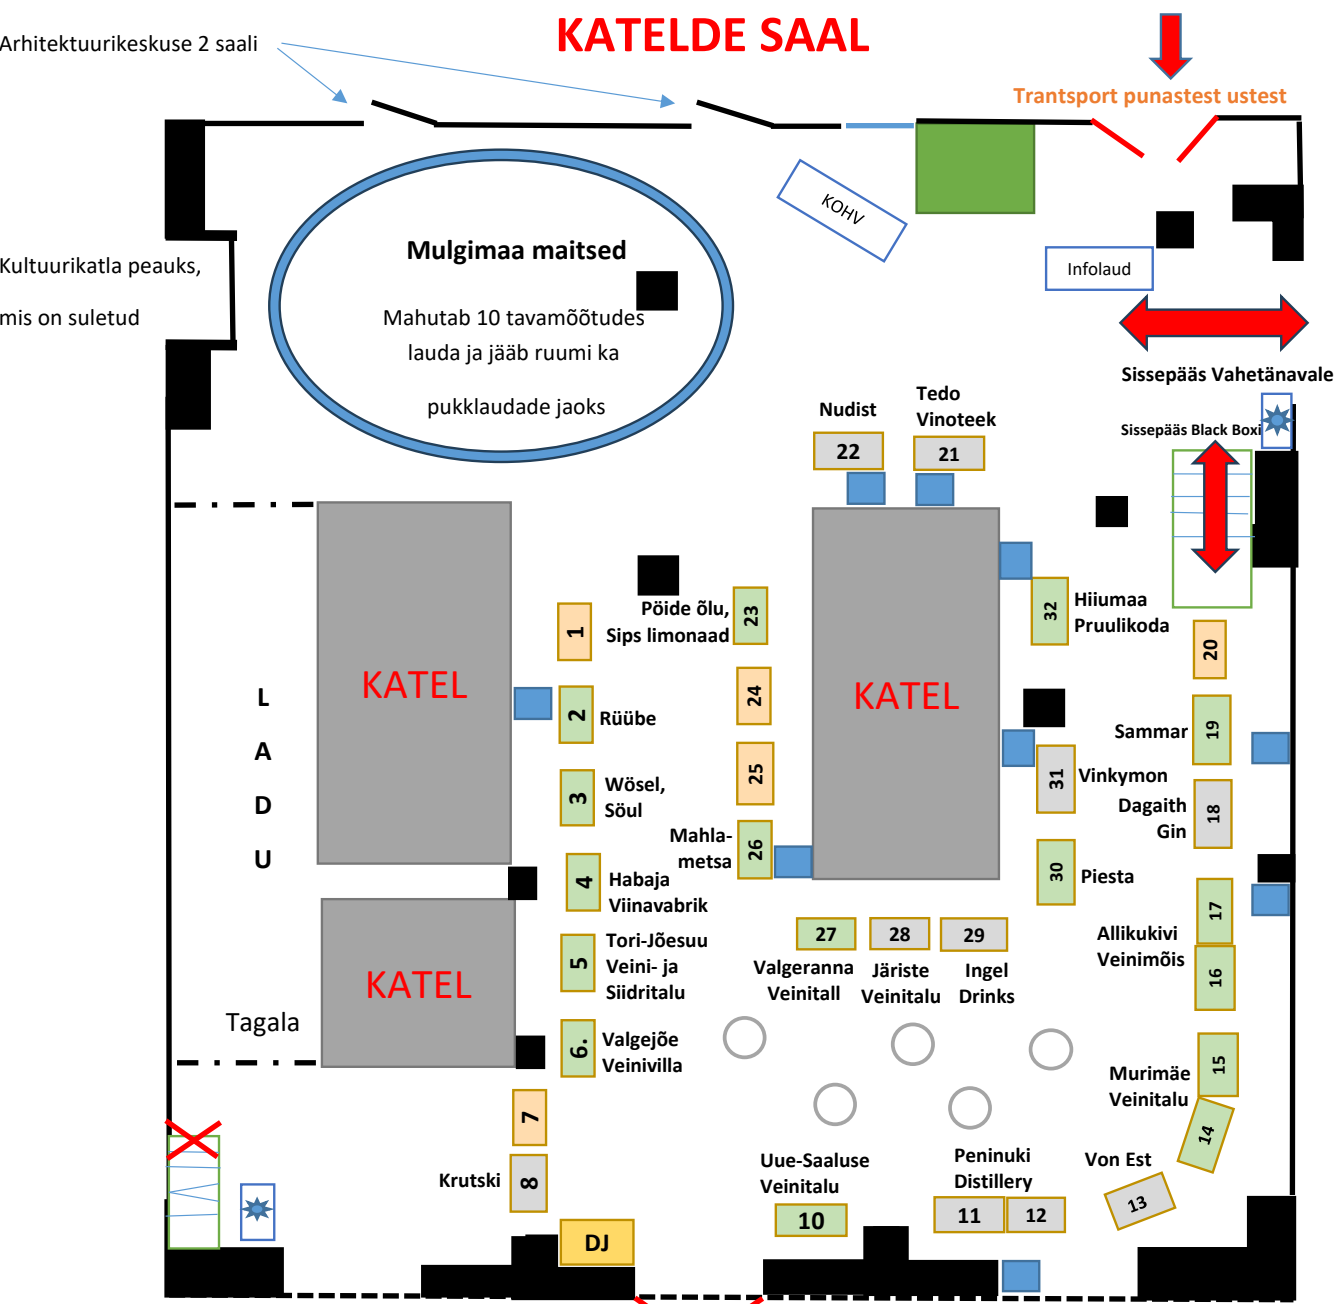 KATELDE SAAL
Arhitektuurikeskuse 2 saali
Trantsport punastest ustest
KOHV
Mulgimaa maitsed
Mahutab 10 tavamõõtudes
lauda ja jääb ruumi ka
pukklaudade jaoks
Kultuurikatla peauks,
mis on suletud
Infolaud
Sissepääs Vahetänavale
Sissepääs Black Boxi
Nudist
22
Tedo
Vinoteek
21
L
A
D
U
KATEL
KATEL
KATEL
Tagala
1
2
Rüübe
3
Wösel,
Söul
4
Habaja
Viinavabrik
5
Tori-Jõesuu
Veini- ja
Siidritalu
6.
Valgejõe
Veinivilla
7
Krutski
8
DJ
Pöide õlu,
Sips limonaad
23
24
25
Mahla-
metsa
26
27
Valgeranna
Veinitall
28
Järiste
Veinitalu
29
Ingel
Drinks
32
Hiiumaa
Pruulikoda
31
Vinkymon
30
Piesta
20
Sammar
19
Dagaith
Gin
18
17
Allikukivi
Veinimõis
16
15
Murimäe
Veinitalu
14
Von Est
13
Peninuki
Distillery
11
12
Uue-Saaluse
Veinitalu
10